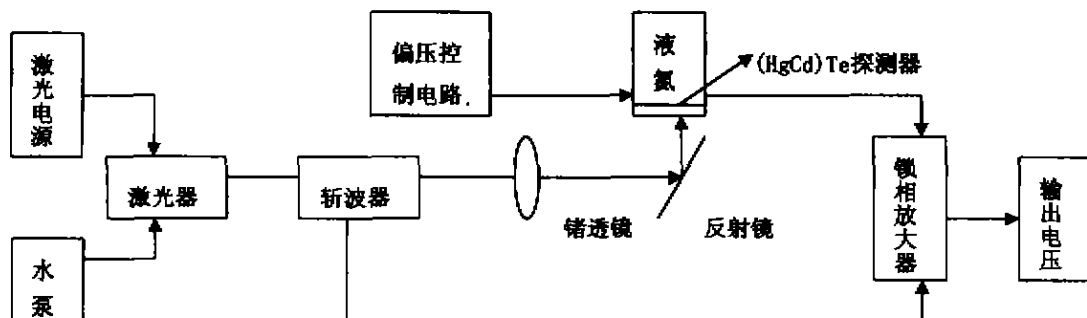 激光电源
偏压控
制电路
液氮
(HgCd)Te探测器
激光器
斩波器
锗透镜
反射镜
锁相放大器
输出电压
水泵